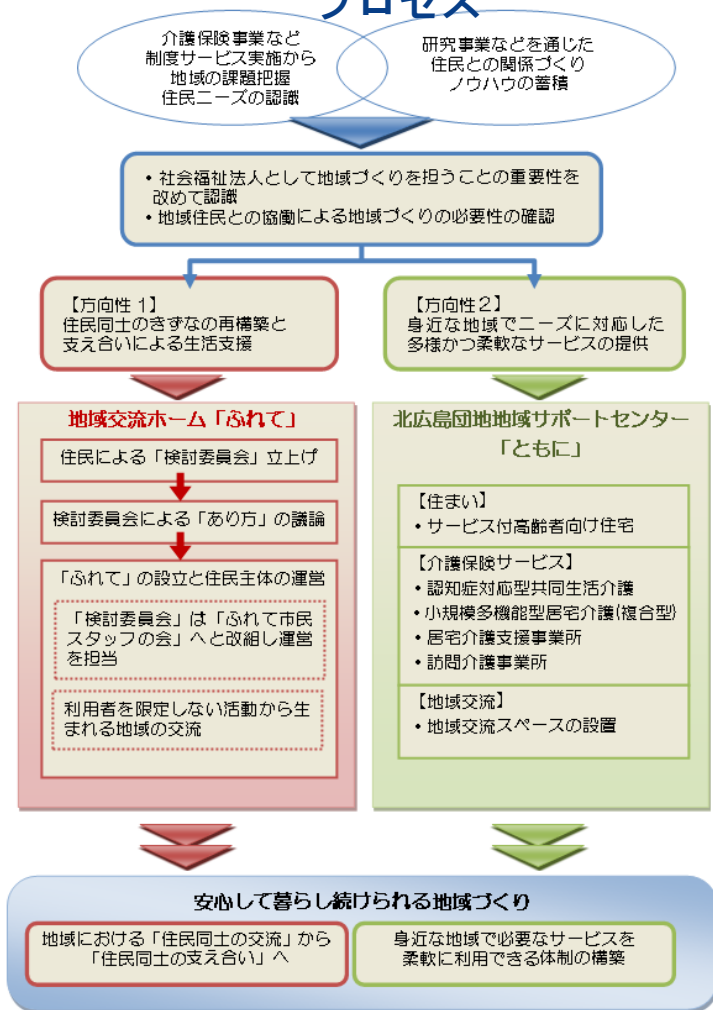 プロセス
介護保険事業など
制度サービス実施から
地域の課題把握
住民ニーズの認識
研究事業などを通じた
住民との関係づくり
ノウハウの蓄積
・社会福祉法人として地域づくりを担うことの重要性を
改めて認識
・地域住民との協働による地域づくりの必要性の確認
【方向性1】
住民同士のきずなの再構築と
支え合いによる生活支援
【方向性2】
身近な地域でニーズに対応した
多様かつ柔軟なサービスの提供
地域交流ホーム「ふれて」
住民による「検討委員会」立上げ
検討委員会による「あり方」の議論
「ふれて」の設立と住民主体の運営
「検討委員会」は「ふれて市民
スタッフの会」へと改組し運営
を担当
利用者を限定しない活動から生
まれる地域の交流
北広島団地地域サポートセンター
「ともに」
【住まい】
・サービス付高齢者向け住宅
【介護保険サービス】
・認知症対応型共同生活介護
・小規模多機能型居宅介護(複合型)
・居宅介護支援事業所
・訪問介護事業所
【地域交流】
・地域交流スペースの設置
安心して暮らし続けられる地域づくり
地域における「住民同士の交流」から
「住民同士の支え合い」へ
身近な地域で必要なサービスを
柔軟に利用できる体制の構築